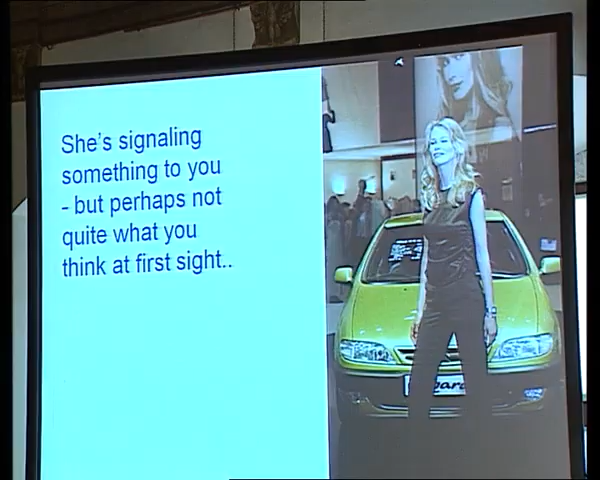 She's signaling
something to you
- but perhaps not
quite what you
think at first sight..